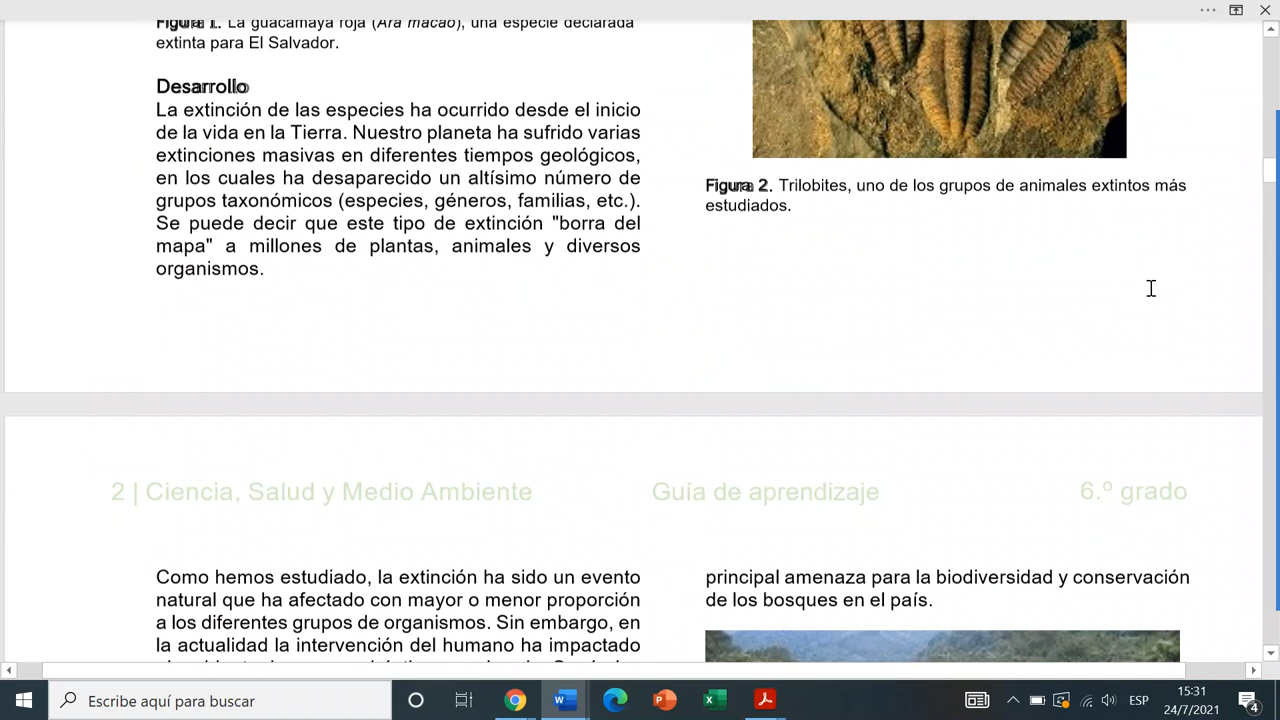 Figura 1. La guacamaya roja (Ara macao), una especie declarada
extinta para El Salvador.
Desarrollo
La extinción de las especies ha ocurrido desde el inicio
de la vida en la Tierra. Nuestro planeta ha sufrido varias
extinciones masivas en diferentes tiempos geológicos,
en los cuales ha desaparecido un altísimo número de
grupos taxonómicos (especies, géneros, familias, etc.).
Se puede decir que este tipo de extinción "borra del
mapa" a millones de plantas, animales y diversos
organismos.
Figura 2. Trilobites, uno de los grupos de animales extintos más
estudiados.
2 | Ciencia, Salud y Medio Ambiente
Guía de aprendizaje
6.º grado
Como hemos estudiado, la extinción ha sido un evento
natural que ha afectado con mayor o menor proporción
a los diferentes grupos de organismos. Sin embargo, en
la actualidad la intervención del humano ha impactado
principal amenaza para la biodiversidad y conservación
de los bosques en el país.
Escribe aquí para buscar
ESP
15:31
24/7/2021
4